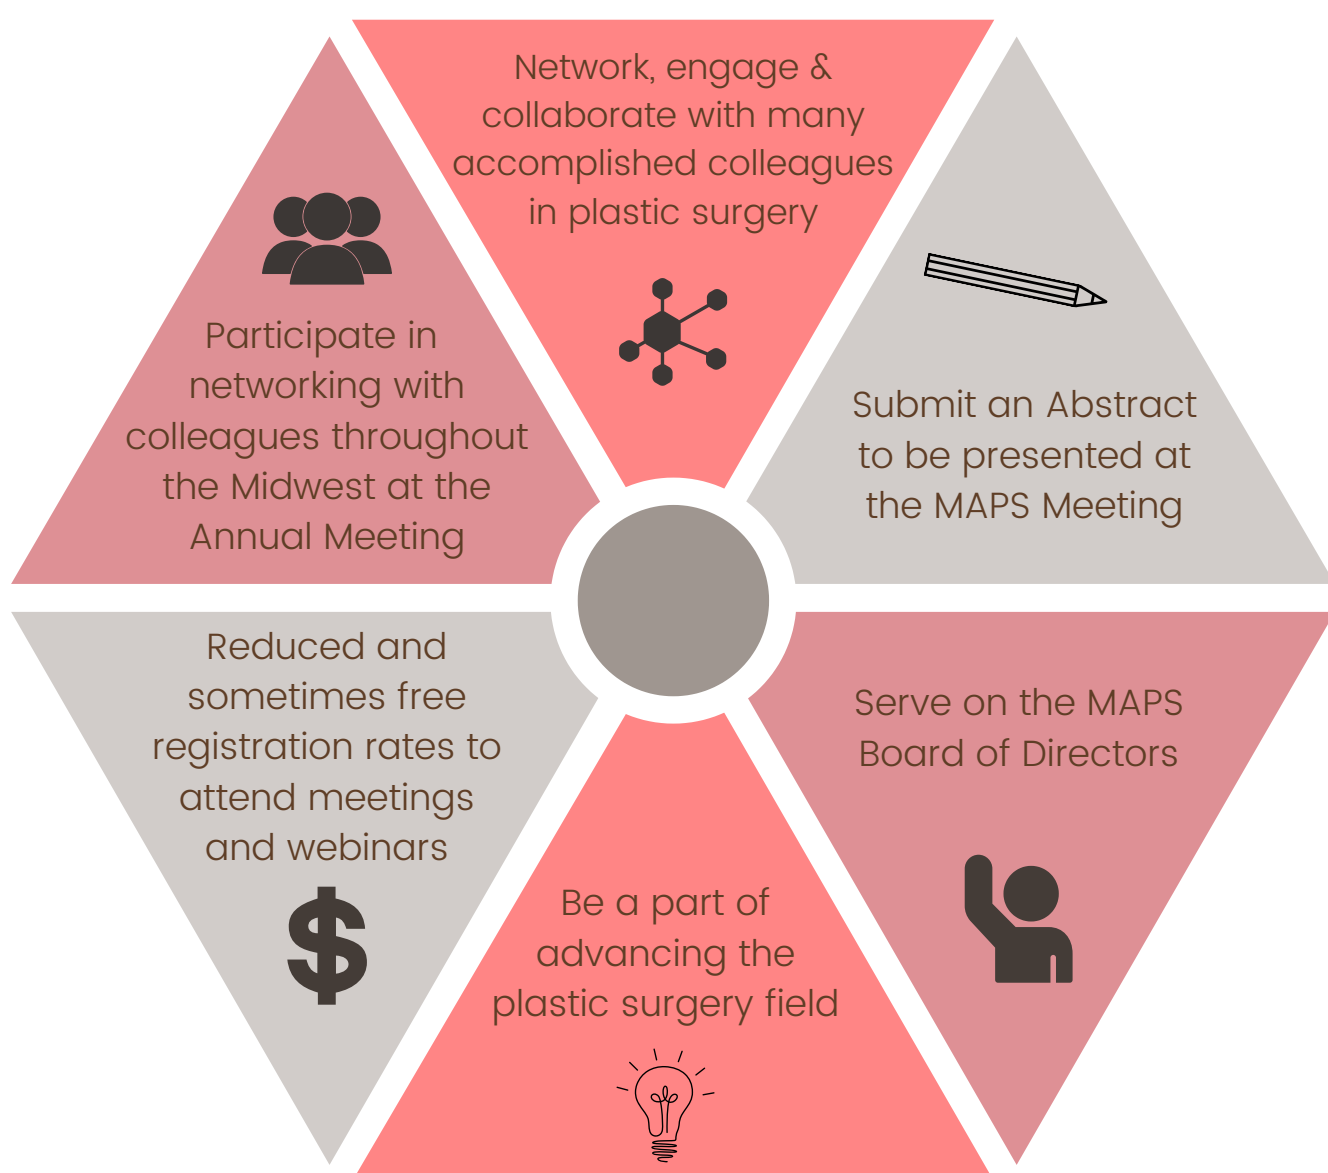 Network, engage &
collaborate with many
accomplished colleagues
in plastic surgery
Participate in
networking with
colleagues throughout
the Midwest at the
Annual Meeting
Submit an Abstract
to be presented at
the MAPS Meeting
Reduced and
sometimes free
registration rates to
attend meetings
and webinars
$
Serve on the MAPS
Board of Directors
Be a part of
advancing the
plastic surgery field